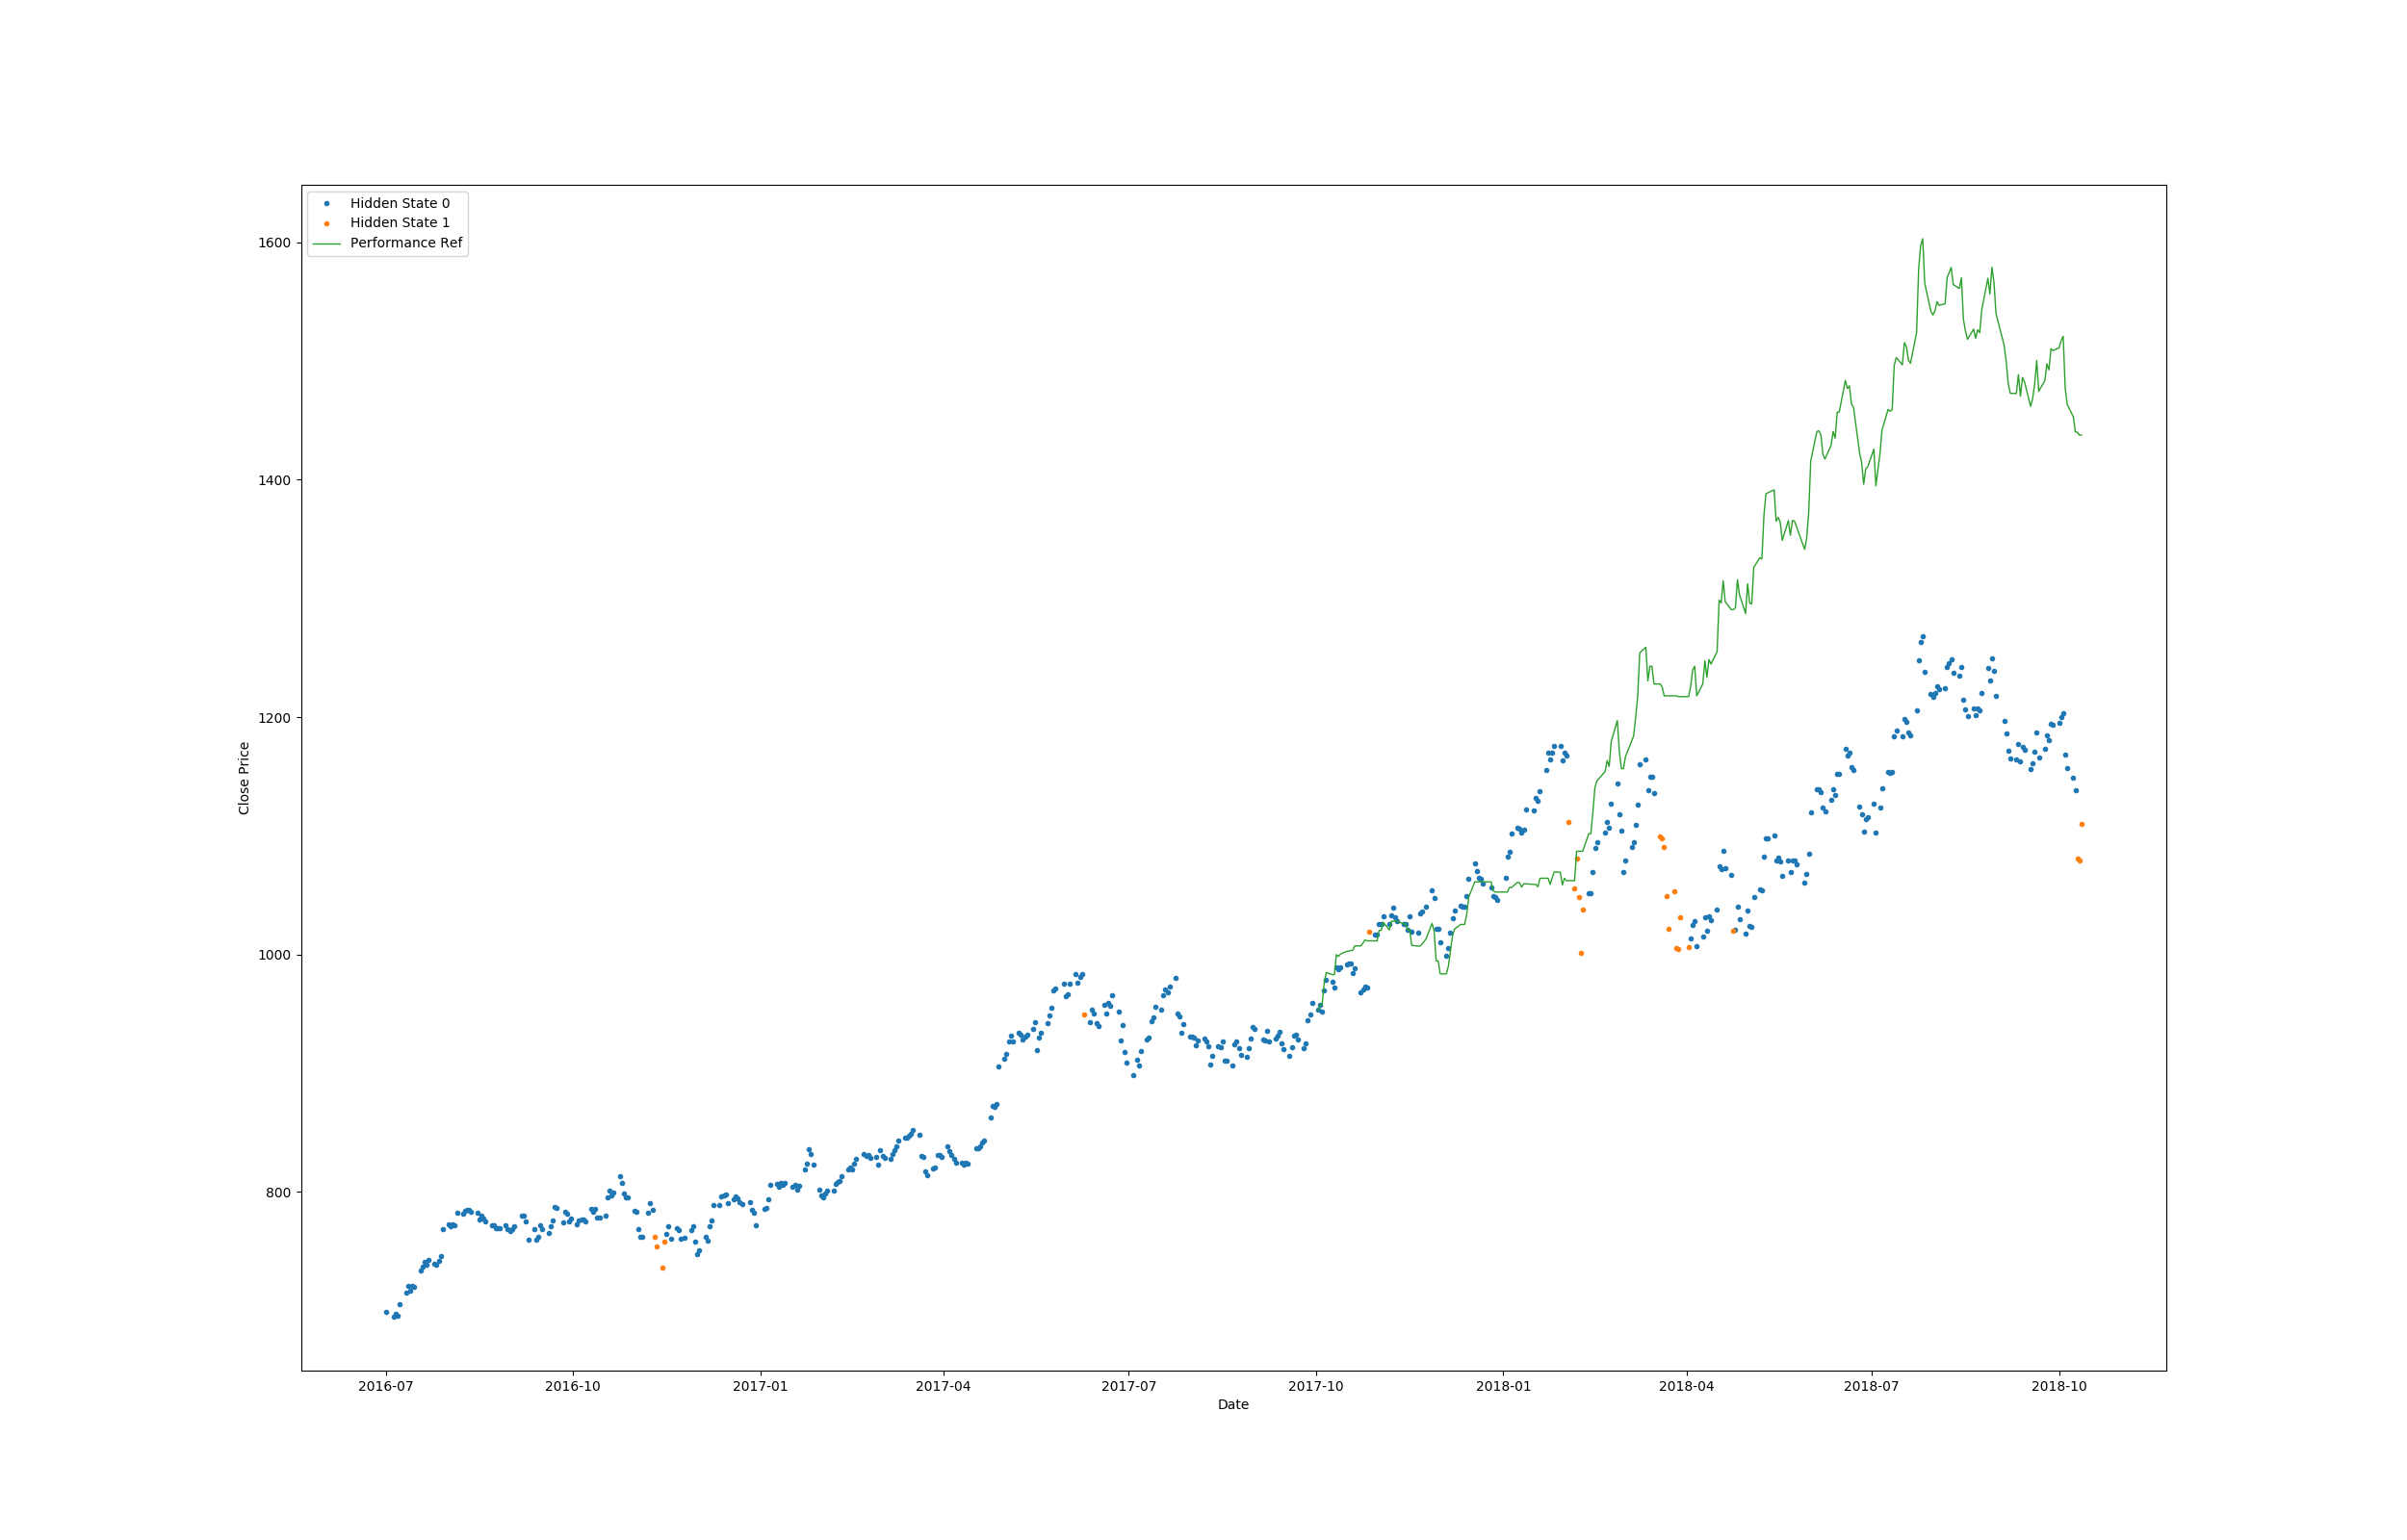 Hidden State 0
Hidden State 1
Performance Ref
1600
1400
1200
1000
800
Close Price
2016-07 2016-10 2017-01 2017-04 2017-07 2017-10 2018-01 2018-04 2018-07 2018-10
Date